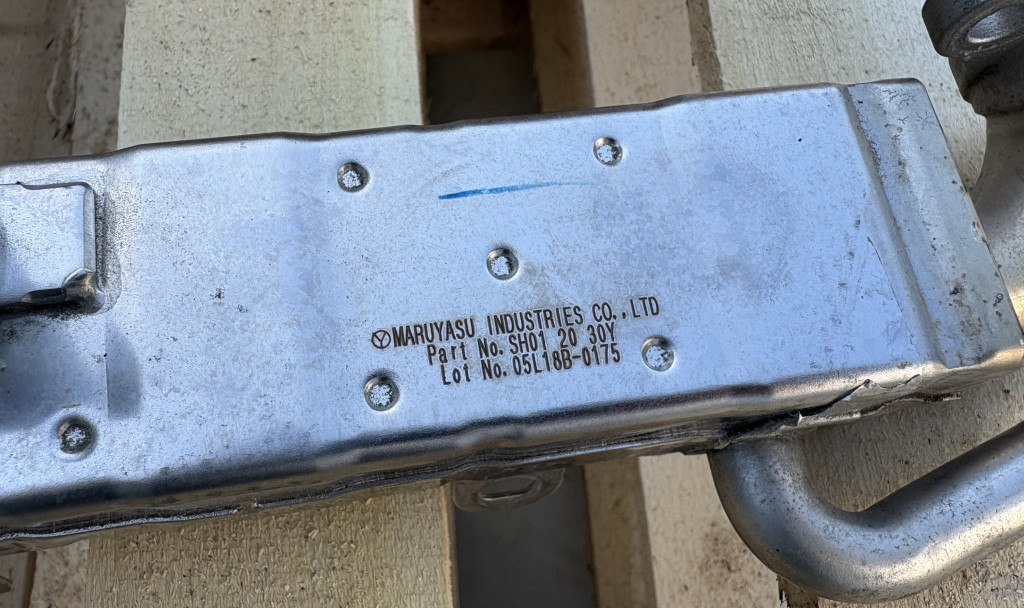 MARUYASU INDUSTRIES CO.,LTD
Part No. SH01 20 30Y
Lot No. 05L18B-0175